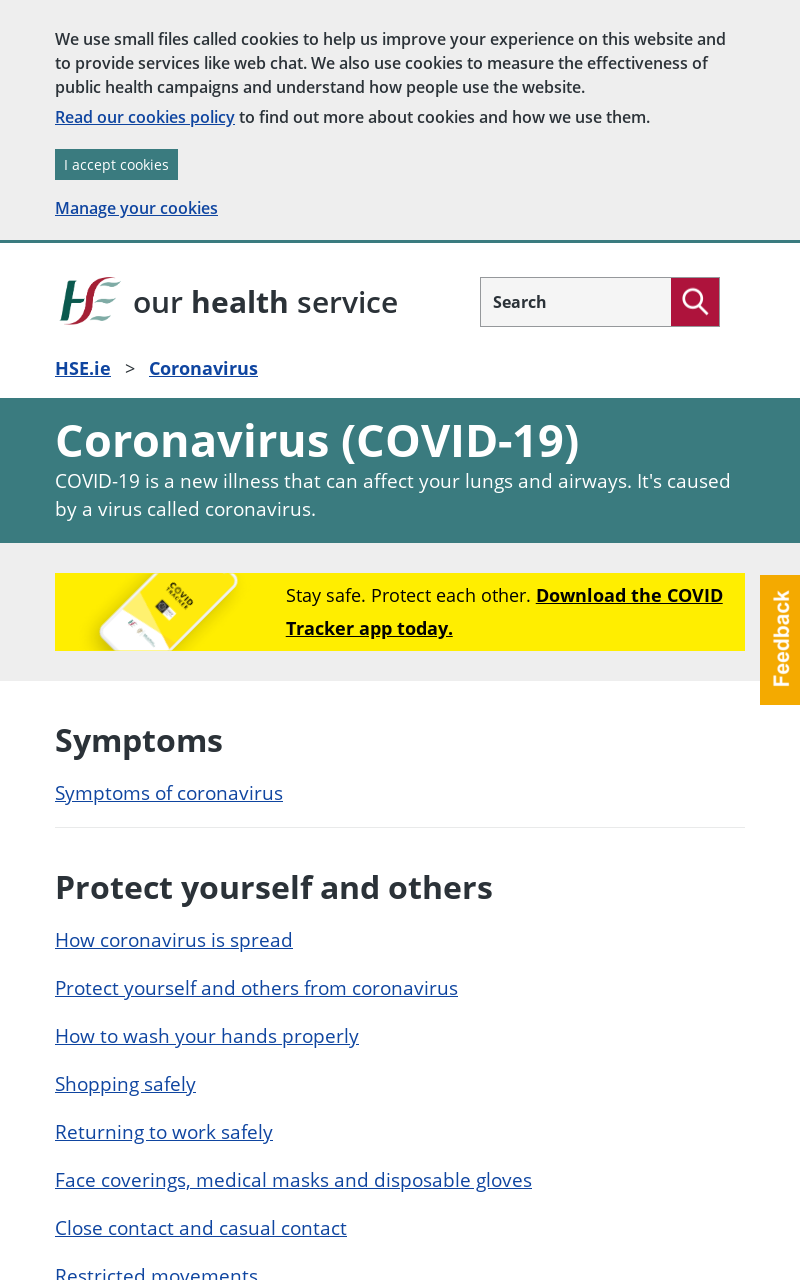 We use small files called cookies to help us improve your experience on this website and
to provide services like web chat. We also use cookies to measure the effectiveness of
public health campaigns and understand how people use the website.
Read our cookies policy to find out more about cookies and how we use them.
I accept cookies
Manage your cookies
HSE our health service
Search
HSE.ie > Coronavirus
Coronavirus (COVID-19)
COVID-19 is a new illness that can affect your lungs and airways. It's caused
by a virus called coronavirus.
COVID
TRACKER
Stay safe. Protect each other. Download the COVID
Tracker app today.
Feedback
Symptoms
Symptoms of coronavirus
Protect yourself and others
How coronavirus is spread
Protect yourself and others from coronavirus
How to wash your hands properly
Shopping safely
Returning to work safely
Face coverings, medical masks and disposable gloves
Close contact and casual contact
Restricted movements